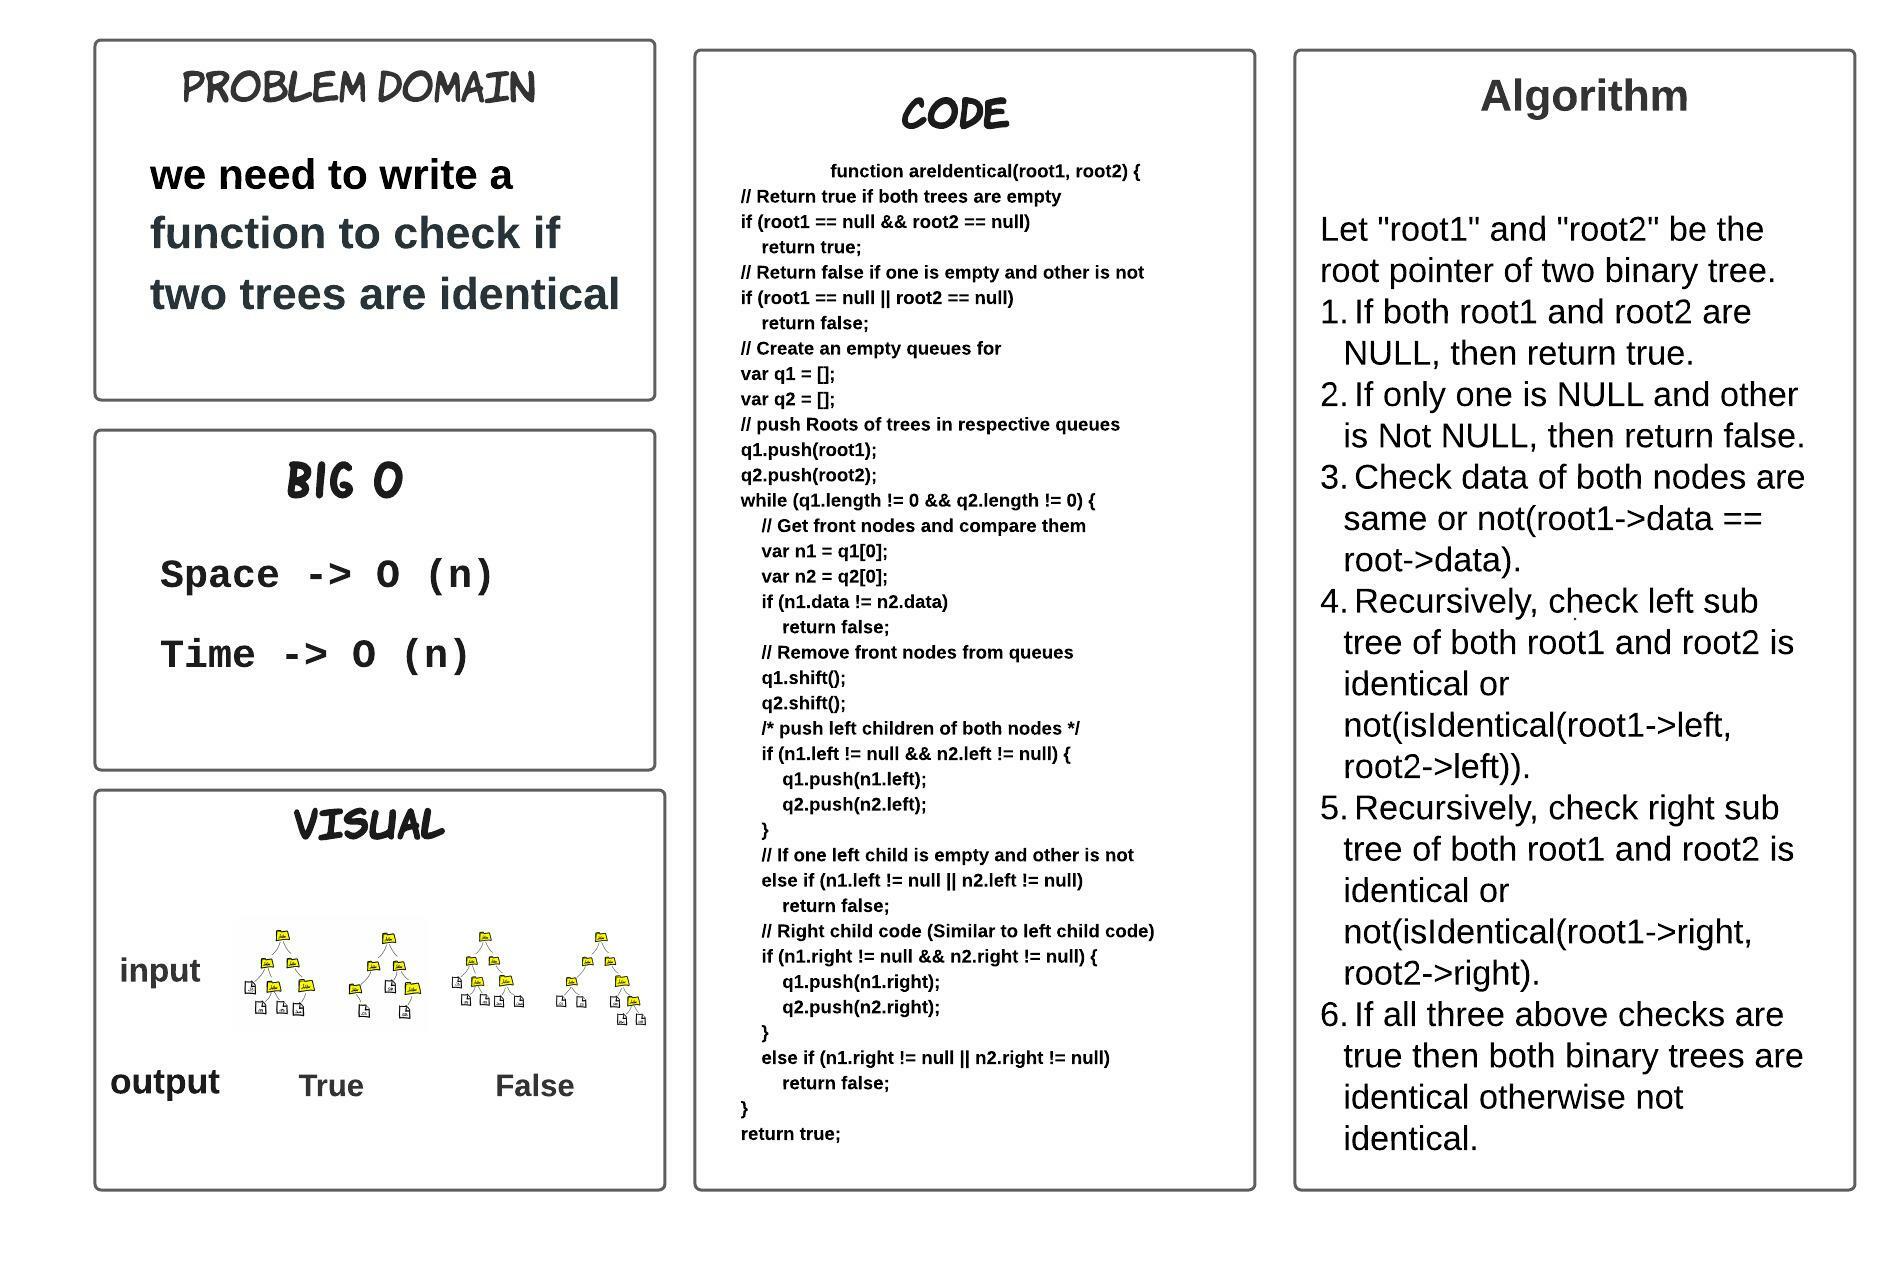 PROBLEM DOMAIN
we need to write a
function to check if
two trees are identical
BIG O
Space -> O (n)
Time -> O (n)
VISUAL
input
output
True
False
CODE
function areIdentical(root1, root2) {
// Return true if both trees are empty
if (root1 == null && root2 == null)
return true;
// Return false if one is empty and other is not
if (root1 == null || root2 == null)
return false;
// Create an empty queues for
var q1 = [];
var q2 = [];
// push Roots of trees in respective queues
q1.push(root1);
q2.push(root2);
while (q1.length != 0 && q2.length != 0) {
// Get front nodes and compare them
var n1 = q1[0];
var n2 = q2[0];
if (n1.data != n2.data)
return false;
// Remove front nodes from queues
q1.shift();
q2.shift();
/* push left children of both nodes */
if (n1.left != null && n2.left != null) {
q1.push(n1.left);
q2.push(n2.left);
}
// If one left child is empty and other is not
else if (n1.left != null || n2.left != null)
return false;
// Right child code (Similar to left child code)
if (n1.right != null && n2.right != null) {
q1.push(n1.right);
q2.push(n2.right);
}
else if (n1.right != null || n2.right != null)
return false;
}
return true;
Algorithm
Let "root1" and "root2" be the
root pointer of two binary tree.
1. If both root1 and root2 are
NULL, then return true.
2. If only one is NULL and other
is Not NULL, then return false.
3. Check data of both nodes are
same or not(root1->data ==
root->data).
4. Recursively, check left sub
tree of both root1 and root2 is
identical or
not(isIdentical(root1->left,
root2->left)).
5. Recursively, check right sub
tree of both root1 and root2 is
identical or
not(isIdentical(root1->right,
root2->right).
6. If all three above checks are
true then both binary trees are
identical otherwise not
identical.